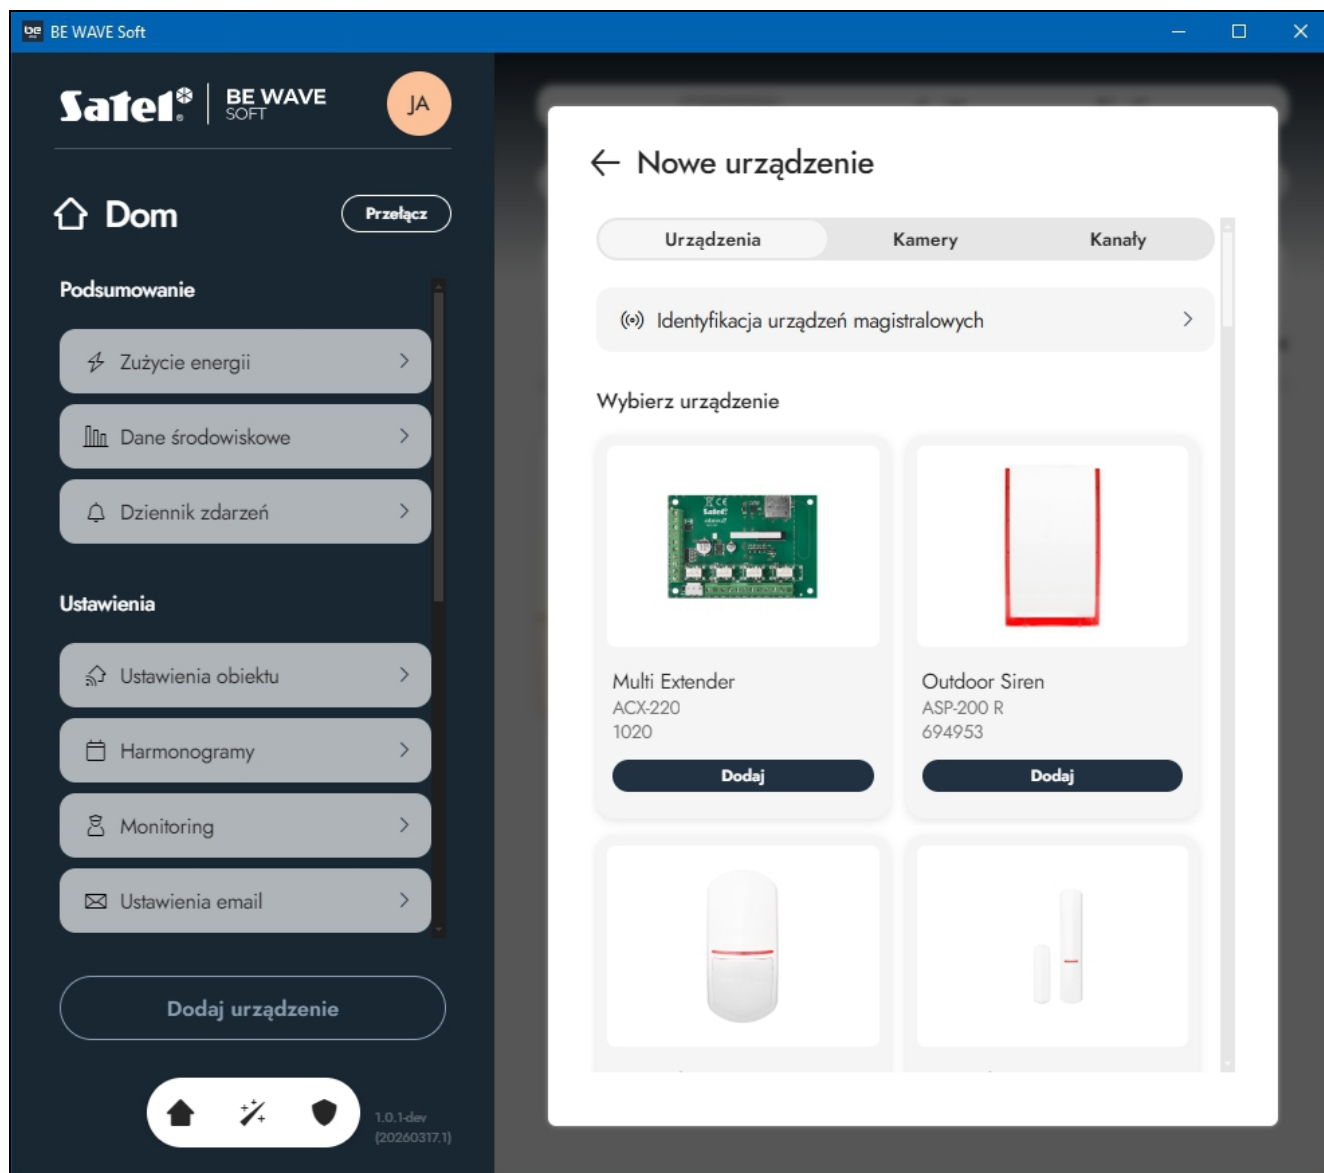 BE WAVE Soft
Satel®
BE WAVE
SOFT
JA
Dom
Przełącz
Podsumowanie
Zużycie energii
Dane środowiskowe
Dziennik zdarzeń
Ustawienia
Ustawienia obiektu
Harmonogramy
Monitoring
Ustawienia email
Dodaj urządzenie
1.0.1-dev
(20260317.1)
Nowe urządzenie
Urządzenia
Kamery
Kanały
Identyfikacja urządzeń magistralowych
Wybierz urządzenie
Multi Extender
ACX-220
1020
Dodaj
Outdoor Siren
ASP-200 R
694953
Dodaj